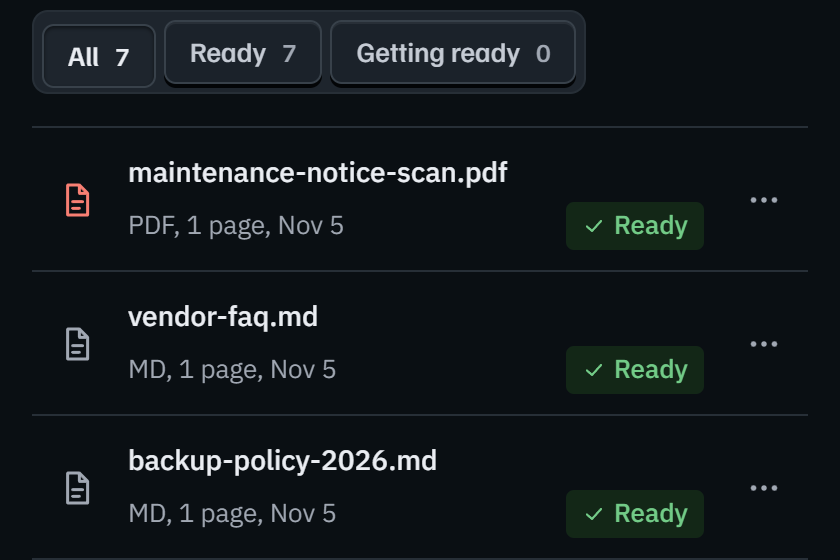 All 7 Ready 7 Getting ready 0
maintenance-notice-scan.pdf
PDF, 1 page, Nov 5
Ready
vendor-faq.md
MD, 1 page, Nov 5
Ready
backup-policy-2026.md
MD, 1 page, Nov 5
Ready